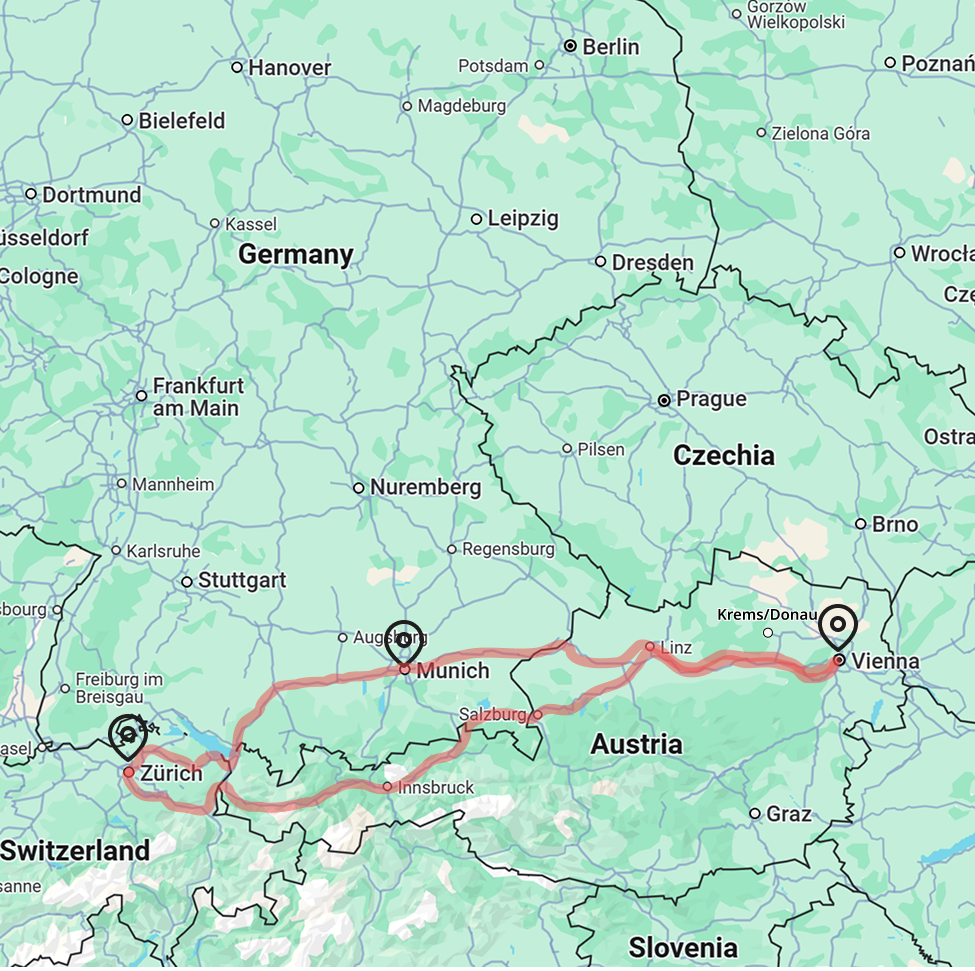 Gorzów
Wielkopolski
Berlin
Potsdam
Hanover
Poznań
Magdeburg
Bielefeld
Zielona Góra
Dortmund
Leipzig
Kassel
üsseldorf
Germany
Wrocła
Dresden
Cologne
Czę
Frankfurt
am Main
Prague
Ostra
Pilsen
Czechia
Mannheim
Nuremberg
Brno
Karlsruhe
Regensburg
Stuttgart
sbourg
Krems/Donau
Augsburg
Linz
Vienna
Munich
Freiburg im
Breisgau
Salzburg
asel
Austria
Zürich
Innsbruck
Graz
Switzerland
sanne
Slovenia